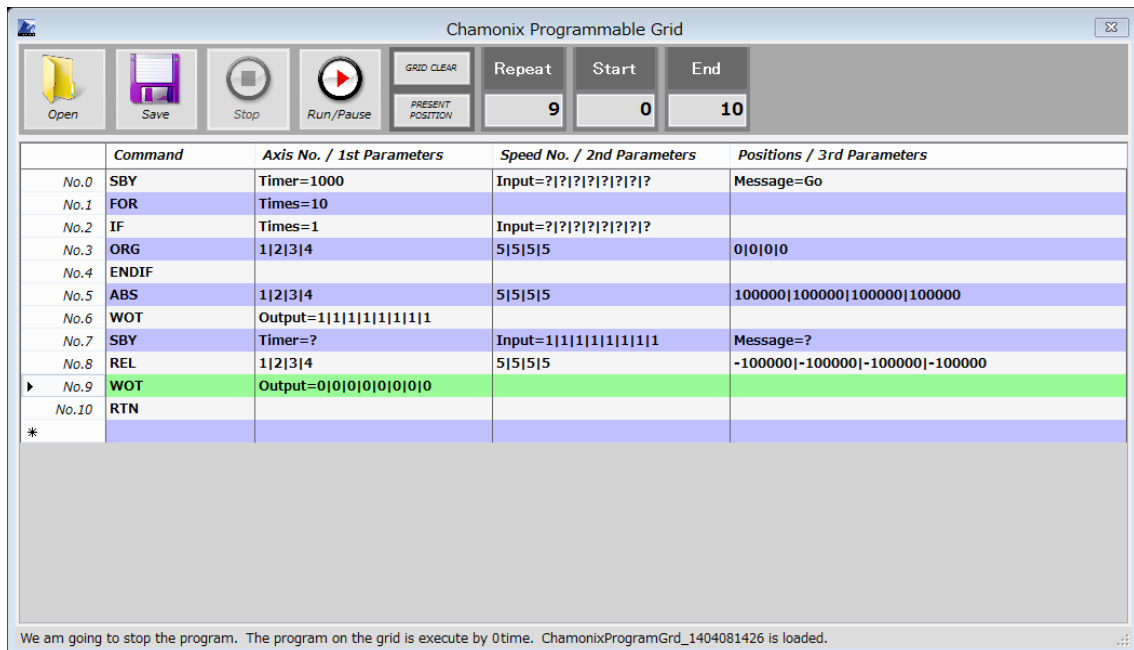 Chamonix Programmable Grid
Open
Save
Stop
Run/Pause
GRID CLEAR
PRESENT
POSITION
Repeat Start End
9 0 10
Command Axis No. / 1st Parameters Speed No. / 2nd Parameters Positions / 3rd Parameters
No.0 SBY Timer=1000 Input=?|?|?|?|?|?|?|? Message=Go
No.1 FOR Times=10
No.2 IF Times=1 Input=?|?|?|?|?|?|?|?
No.3 ORG 1|2|3|4 5|5|5|5 0|0|0|0
No.4 ENDIF
No.5 ABS 1|2|3|4 5|5|5|5 100000|100000|100000|100000
No.6 WOT Output=1|1|1|1|1|1|1|1
No.7 SBY Timer=? Input=1|1|1|1|1|1|1|1 Message=?
No.8 REL 1|2|3|4 5|5|5|5 -100000|-100000|-100000|-100000
No.9 WOT Output=0|0|0|0|0|0|0|0
No.10 RTN
We am going to stop the program. The program on the grid is execute by 0time. ChamonixProgramGrd_1404081426 is loaded.